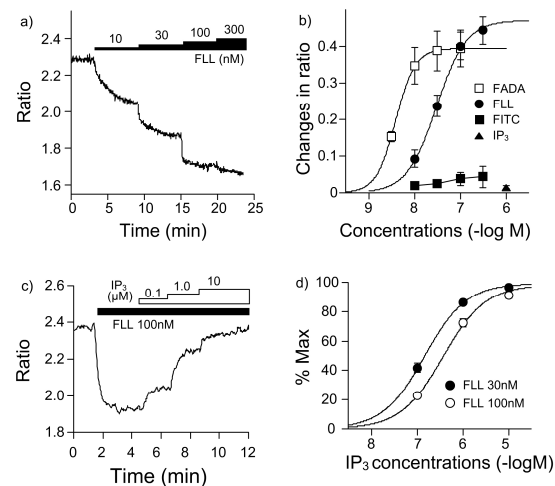 a)
2.4
2.2
2.0
1.8
1.6
Ratio
10
30
100
300
FLL (nM)
0 5 10 15 20 25
Time (min)
b)
0.4
0.2
0
Changes in ratio
FADA
FLL
FITC
IP3
9 8 7 6
Concentrations (-log M)
c)
2.6
2.4
2.2
2.0
1.8
Ratio
IP3
(μM)
0.1
1.0
10
FLL 100nM
0 2 4 6 8 10 12
Time (min)
d)
100
80
60
40
20
0
% Max
FLL 30nM
FLL 100nM
8 7 6 5
IP3 concentrations (-logM)